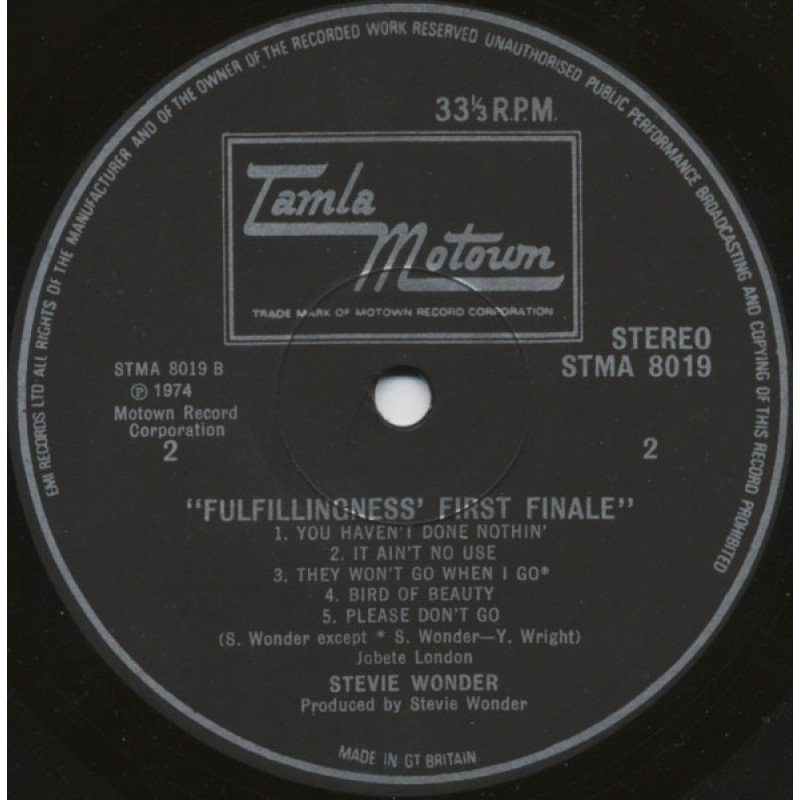 EMI RECORDS LTD ALL RIGHTS OF THE MANUFACTURER AND OF THE OWNER OF THE RECORDED WORK RESERVED UNAUTHORISED PUBLIC PERFORMANCE BROADCASTING AND COPYING OF THIS RECORD PROHIBITED
33⅓ R.P.M.
Tamla
Motown
TRADE MARK OF MOTOWN RECORD CORPORATION
STEREO
STMA 8019
STMA 8019 B
Ⓟ 1974
Motown Record
Corporation
2
2
"FULFILLINGNESS' FIRST FINALE"
1. YOU HAVEN'T DONE NOTHIN'
2. IT AIN'T NO USE
3. THEY WON'T GO WHEN I GO*
4. BIRD OF BEAUTY
5. PLEASE DON'T GO
(S. Wonder except * S. Wonder—Y. Wright)
Jobete London
STEVIE WONDER
Produced by Stevie Wonder
MADE IN GT BRITAIN